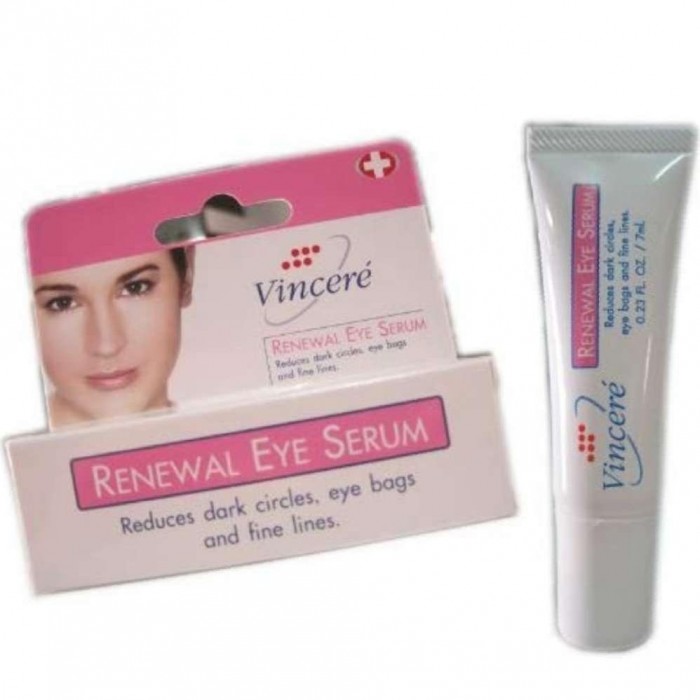 Vinceré
RENEWAL EYE SERUM
Reduces dark circles, eye bags
and fine lines.
RENEWAL EYE SERUM
Reduces dark circles, eye bags
and fine lines.
Vinceré
RENEWAL EYE SERUM
Reduces dark circles,
eye bags and fine lines.
0.23 FL. OZ. / 7ml.